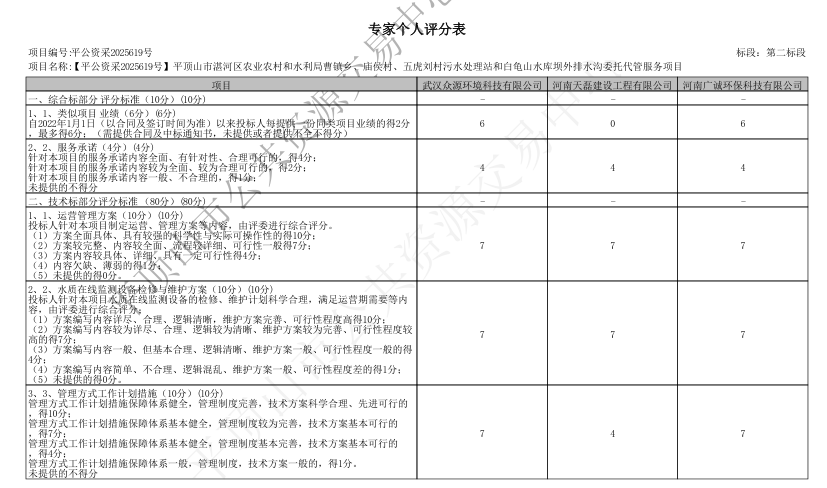 专家个人评分表
项目编号:平公资采2025619号
标段: 第二标段
项目名称:【平公资采2025619号】平顶山市湛河区农业农村和水利局曹镇乡、庙侯村、五虎刘村污水处理站和白龟山水库坝外排水沟委托代管服务项目
项目 武汉众源环境科技有限公司 河南天磊建设工程有限公司 河南广诚环保科技有限公司
一、综合标部分 评分标准（10分）(10分) – – –
1、1、类似项目 业绩（6分）(6分)
自2022年1月1日（以合同及签订时间为准）以来投标人每提供一份同类项目业绩的得2分
，最多得6分；（需提供合同及中标通知书，未提供或者提供不全不得分）
6 0 6
2、2、服务承诺（4分）(4分)
针对本项目的服务承诺内容全面、有针对性、合理可行的，得4分;
针对本项目的服务承诺内容较为全面、较为合理可行的，得2分;
针对本项目的服务承诺内容一般、不合理的，得1分;
未提供的不得分
4 4 4
二、技术标部分评分标准 （80分）(80分) – – –
1、1、运营管理方案（10分）(10分)
投标人针对本项目制定运营、管理方案等内容，由评委进行综合评分。
（1）方案全面具体、具有较强的科学性与实际可操作性的得10分;
（2）方案较完整、内容较全面、流程较详细、可行性一般得7分;
（3）方案内容较具体、详细、具有一定可行性得4分;
（4）内容欠缺、薄弱的得1分;
（5）未提供的得0分。
7 7 7
2、2、水质在线监测设备检修与维护方案（10分）(10分)
投标人针对本项目水质在线监测设备的检修、维护计划科学合理，满足运营期需要等内
容，由评委进行综合评分;
（1）方案编写内容详尽、合理、逻辑清晰，维护方案完善、可行性程度高得10分;
（2）方案编写内容较为详尽、合理、逻辑较为清晰、维护方案较为完善、可行性程度较
高的得7分;
（3）方案编写内容一般、但基本合理、逻辑清晰、维护方案一般、可行性程度一般的得
4分;
（4）方案编写内容简单、不合理、逻辑混乱、维护方案一般、可行性程度差的得1分;
（5）未提供的得0分。
7 7 7
3、3、管理方式工作计划措施（10分）(10分)
管理方式工作计划措施保障体系健全，管理制度完善，技术方案科学合理、先进可行的
，得10分;
管理方式工作计划措施保障体系基本健全，管理制度较为完善，技术方案基本可行的
，得7分;
管理方式工作计划措施保障体系基本健全，管理制度基本完善，技术方案基本可行的
，得4分;
管理方式工作计划措施保障体系一般，管理制度，技术方案一般的，得1分。
未提供的不得分
7 4 7